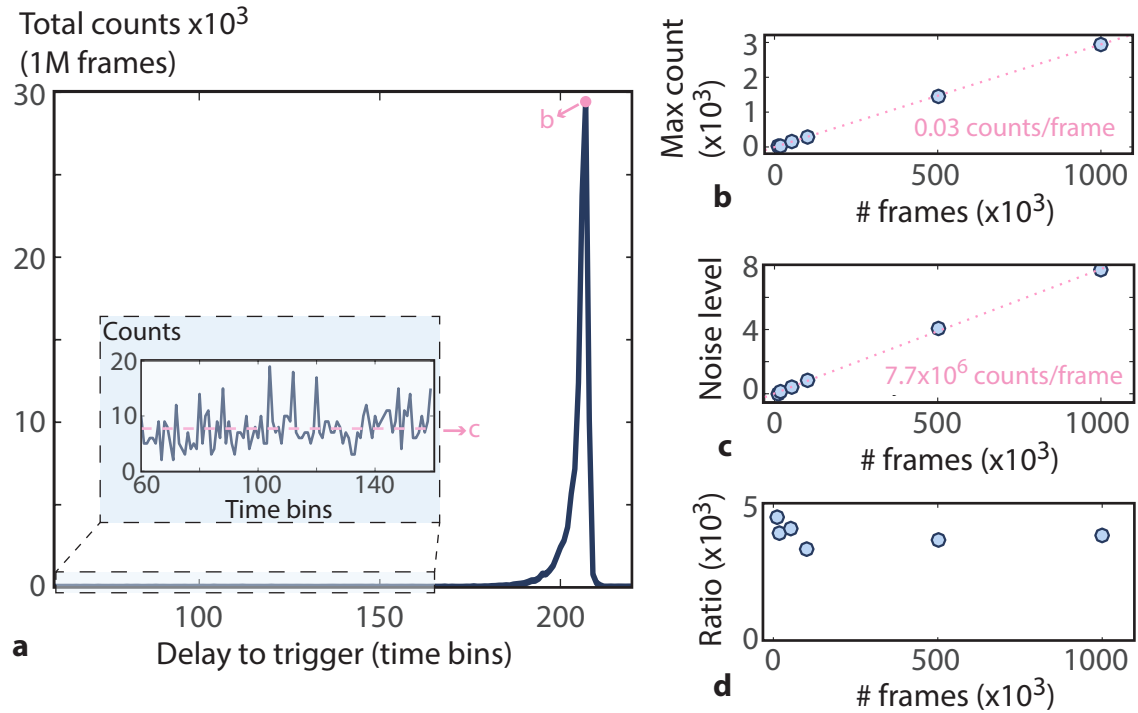 Total counts x10³
(1M frames)
30
20
10
0
100
150
200
Delay to trigger (time bins)
a
b
Counts
20
10
0
60
100
140
Time bins
c
3
2
1
0
Max count
(x10³)
0.03 counts/frame
0
500
1000
# frames (x10³)
b
8
4
0
Noise level
7.7x10⁶ counts/frame
0
500
1000
# frames (x10³)
c
5
0
Ratio (x10³)
0
500
1000
# frames (x10³)
d